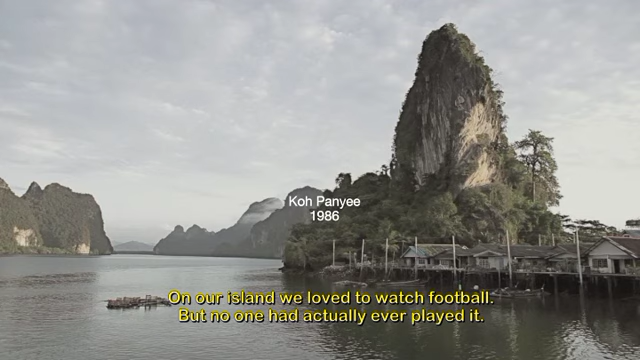 Koh Panyee
1986
On our island we loved to watch football.
But no one had actually ever played it.